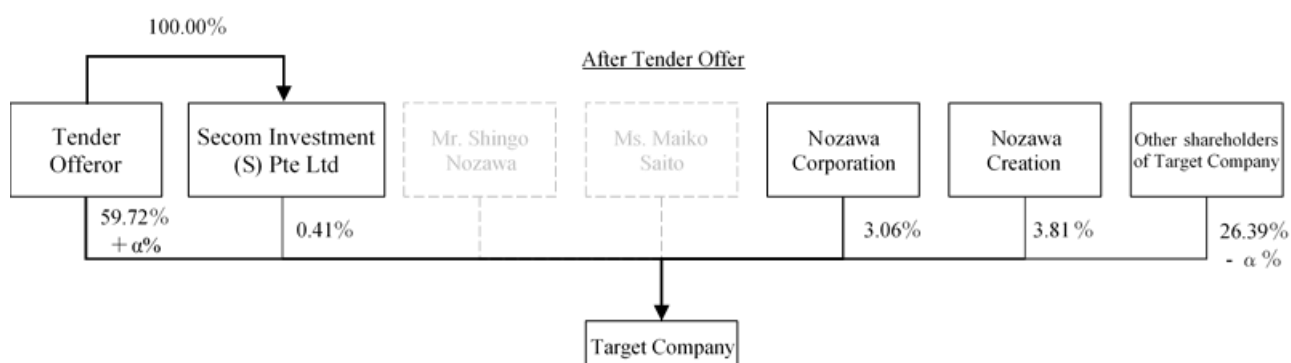 100.00%
After Tender Offer
Tender
Offeror
Secom Investment
(S) Pte Ltd
Mr. Shingo
Nozawa
Ms. Maiko
Saito
Nozawa
Corporation
Nozawa
Creation
Other shareholders
of Target Company
59.72%
+α%
0.41%
3.06%
3.81%
26.39%
- α %
Target Company